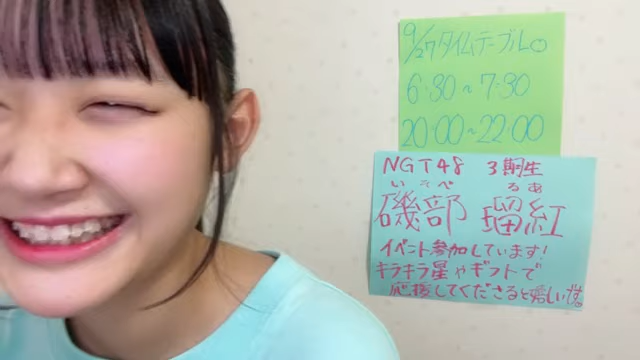 9/27タイムテーブル
6:30~7:30
20:00~22:00
NGT48 3期生
いそべ るあ
磯部 瑠紅
イベント参加しています!
キラキラ星やギフトで
応援してくださると嬉しいです。